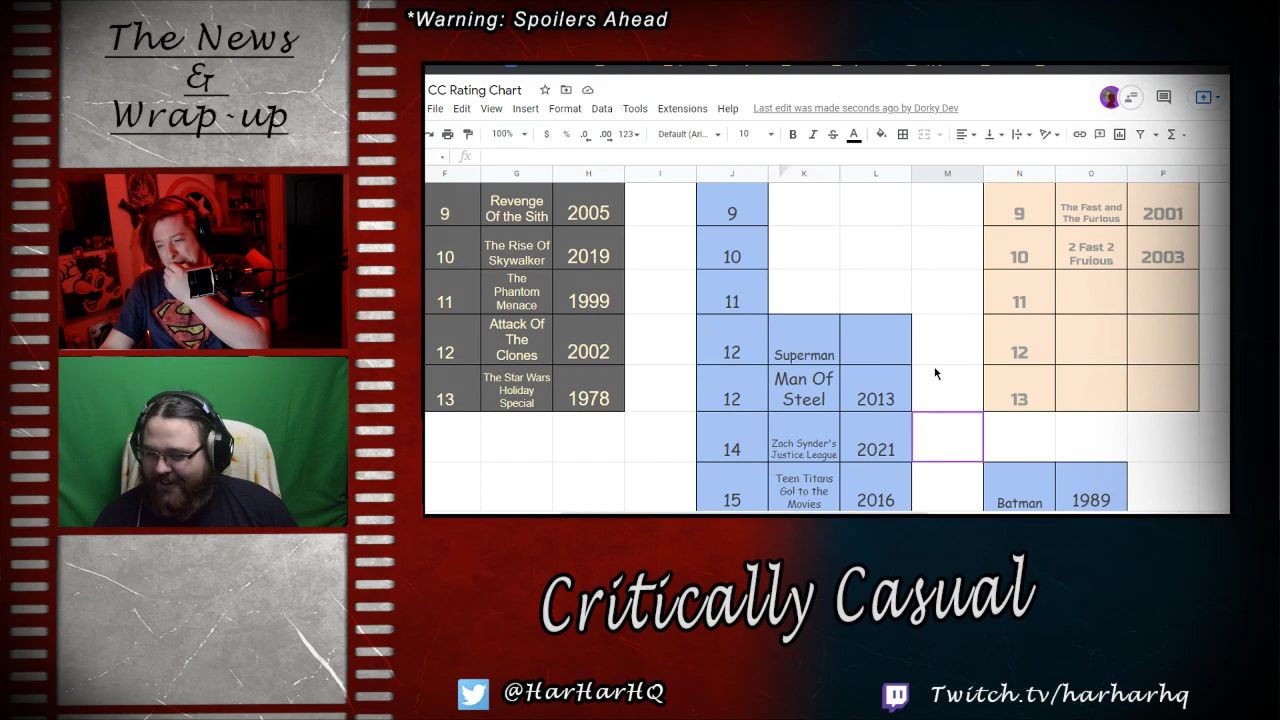 The News
&
Wrap-up
*Warning: Spoilers Ahead
CC Rating Chart
File Edit View Insert Format Data Tools Extensions Help Last edit was made seconds ago by Dorky Dev
100% $ % .0 .00 123 Default (Ari... 10 B I S A
fx
F G H I J K L M N O P
9 Revenge Of the Sith 2005 9 9 The Fast and The Furious 2001
10 The Rise Of Skywalker 2019 10 10 2 Fast 2 Fruious 2003
11 The Phantom Menace 1999 11 11
12 Attack Of The Clones 2002 12 Superman 12
13 The Star Wars Holiday Special 1978 12 Man Of Steel 2013 13
14 Zach Synder's Justice League 2021
15 Teen Titans Go! to the Movies 2016 Batman 1989
Critically Casual
@HarHarHQ
Twitch.tv/harharhq